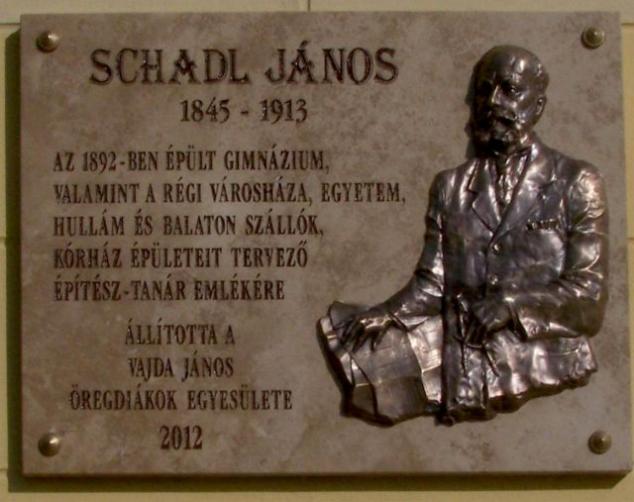 SCHADL JÁNOS
1845 - 1913
AZ 1892-BEN ÉPÜLT GIMNÁZIUM,
VALAMINT A RÉGI VÁROSHÁZA, EGYETEM,
HULLÁM ÉS BALATON SZÁLLÓK,
KÓRHÁZ ÉPÜLETEIT TERVEZŐ
ÉPÍTÉSZ-TANÁR EMLÉKÉRE
ÁLLÍTOTTA A
VAJDA JÁNOS
ÖREGDIÁKOK EGYESÜLETE
2012